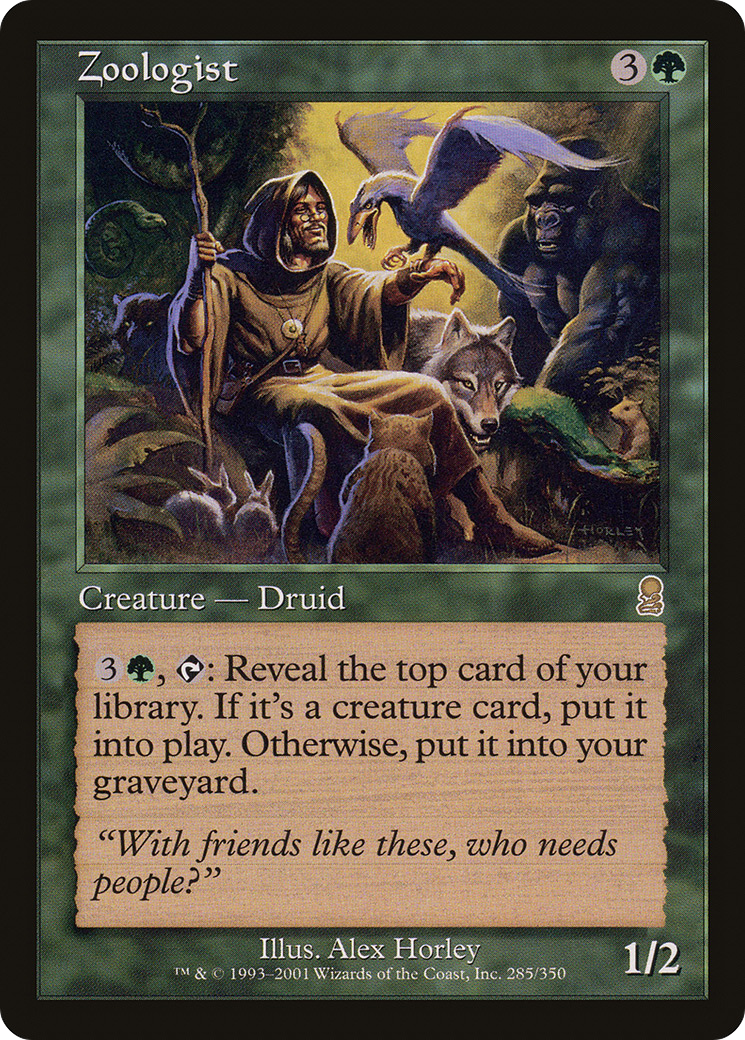 Zoologist 3
HORLEY
Creature — Druid
3, : Reveal the top card of your
library. If it's a creature card, put it
into play. Otherwise, put it into your
graveyard.
“With friends like these, who needs
people?”
Illus. Alex Horley
™ & © 1993–2001 Wizards of the Coast, Inc. 285/350
1/2